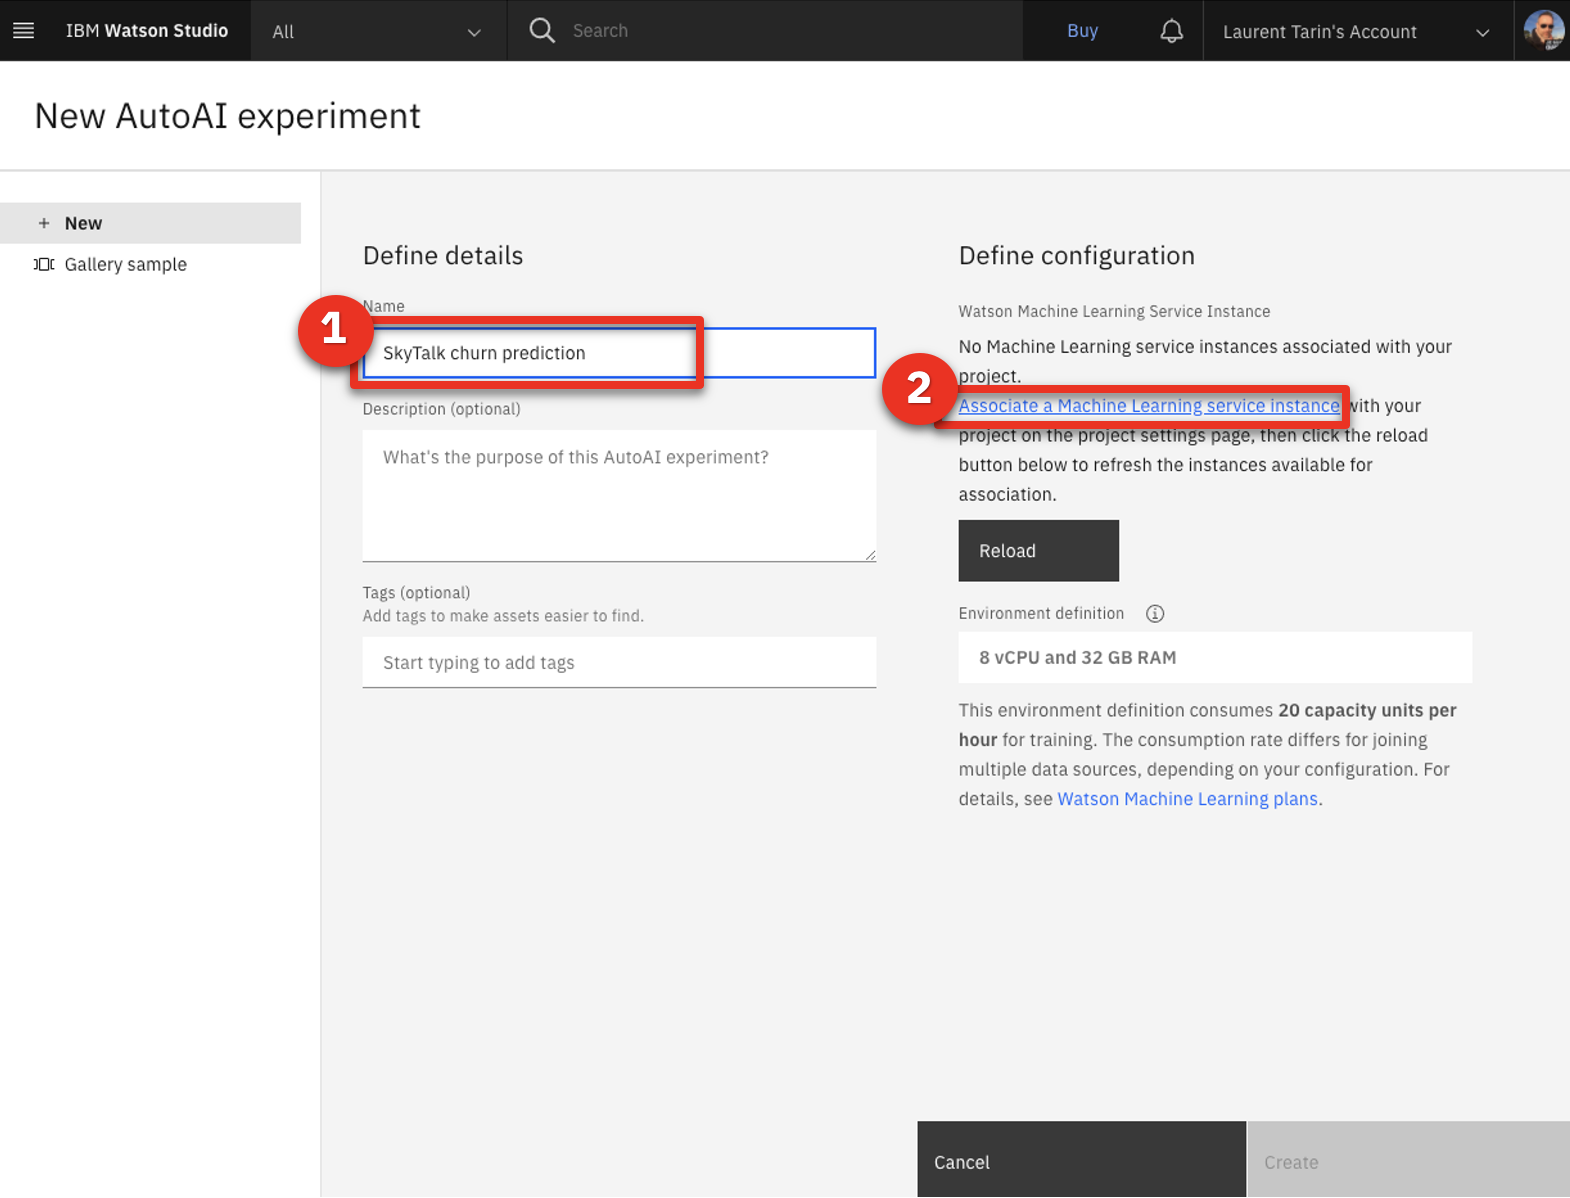 IBM Watson Studio
All
Search
Buy
Laurent Tarin's Account
New AutoAI experiment
+ New
Gallery sample
Define details
Name
1
SkyTalk churn prediction
Description (optional)
What's the purpose of this AutoAI experiment?
Tags (optional)
Add tags to make assets easier to find.
Start typing to add tags
Define configuration
Watson Machine Learning Service Instance
No Machine Learning service instances associated with your
project.
2
Associate a Machine Learning service instance with your
project on the project settings page, then click the reload
button below to refresh the instances available for
association.
Reload
Environment definition
8 vCPU and 32 GB RAM
This environment definition consumes 20 capacity units per
hour for training. The consumption rate differs for joining
multiple data sources, depending on your configuration. For
details, see Watson Machine Learning plans.
Cancel
Create